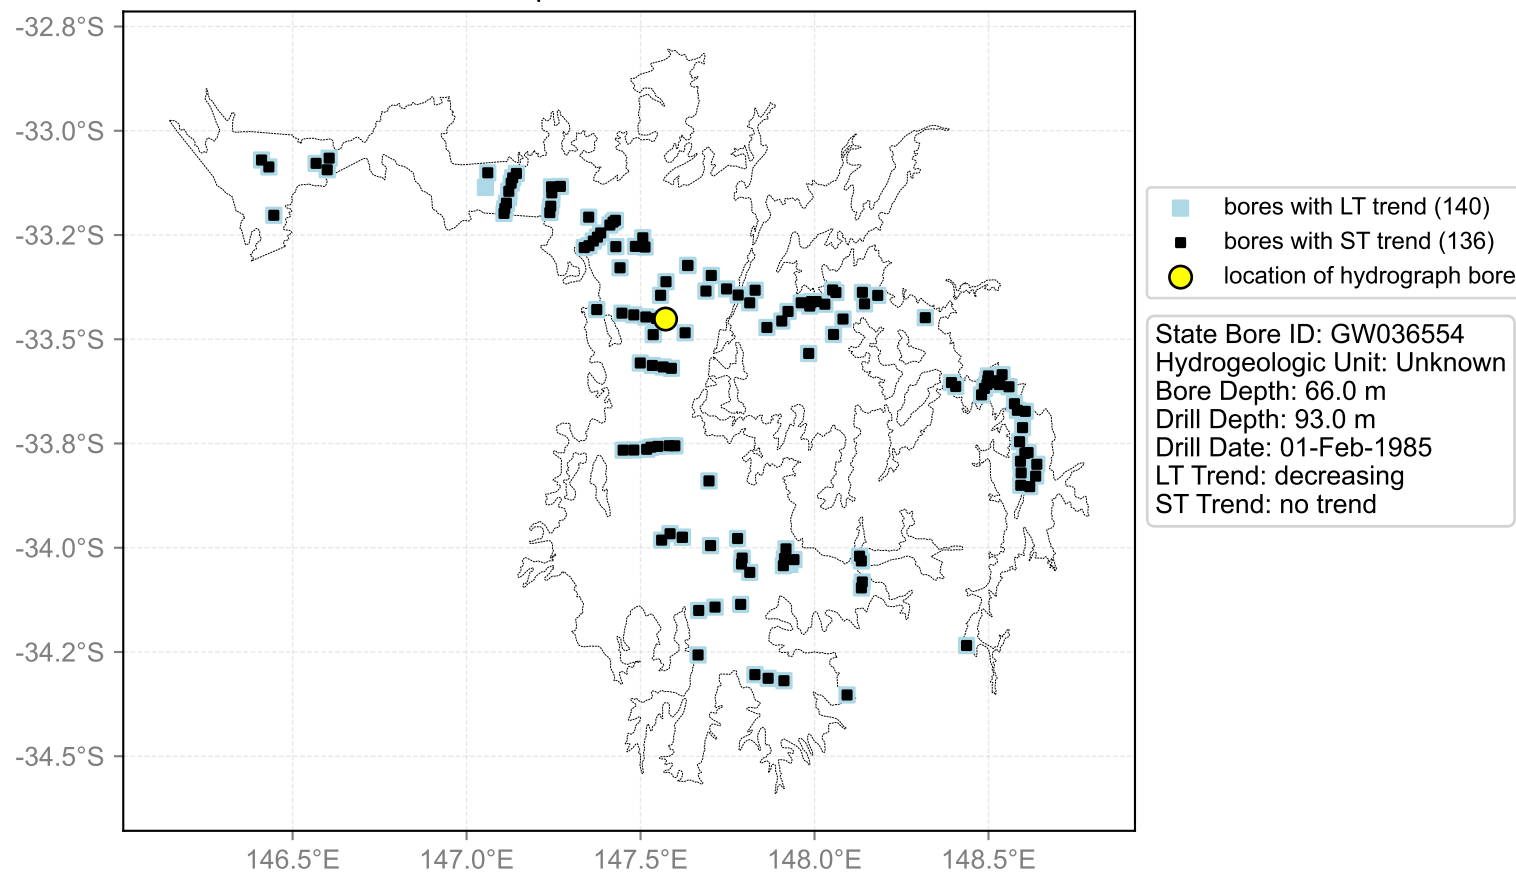 -32.8°S
-33.0°S
-33.2°S
-33.5°S
-33.8°S
-34.0°S
-34.2°S
-34.5°S
146.5°E
147.0°E
147.5°E
148.0°E
148.5°E
bores with LT trend (140)
bores with ST trend (136)
location of hydrograph bore
State Bore ID: GW036554
Hydrogeologic Unit: Unknown
Bore Depth: 66.0 m
Drill Depth: 93.0 m
Drill Date: 01-Feb-1985
LT Trend: decreasing
ST Trend: no trend